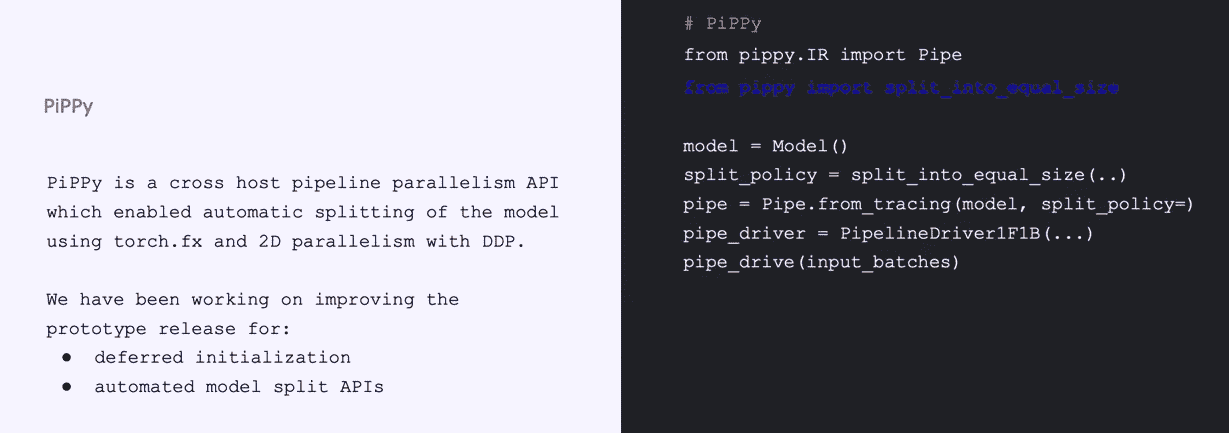 PiPPy
PiPPy is a cross host pipeline parallelism API
which enabled automatic splitting of the model
using torch.fx and 2D parallelism with DDP.
We have been working on improving the
prototype release for:
● deferred initialization
● automated model split APIs
# PiPPy
from pippy.IR import Pipe
from pippy import split_into_equal_size
model = Model()
split_policy = split_into_equal_size(..)
pipe = Pipe.from_tracing(model, split_policy=)
pipe_driver = PipelineDriver1F1B(...)
pipe_drive(input_batches)